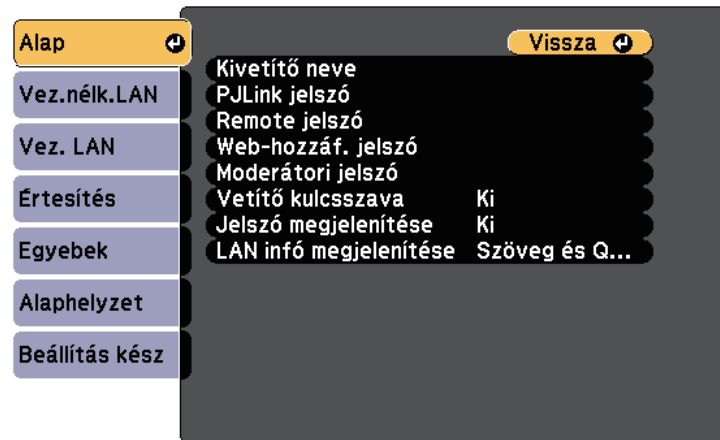 Alap
Vez.nélk.LAN
Vez. LAN
Értesítés
Egyebek
Alaphelyzet
Beállítás kész
Vissza
Kivetítő neve
PJLink jelszó
Remote jelszó
Web-hozzáf. jelszó
Moderátori jelszó
Vetítő kulcsszava Ki
Jelszó megjelenítése Ki
LAN infó megjelenítése Szöveg és Q...